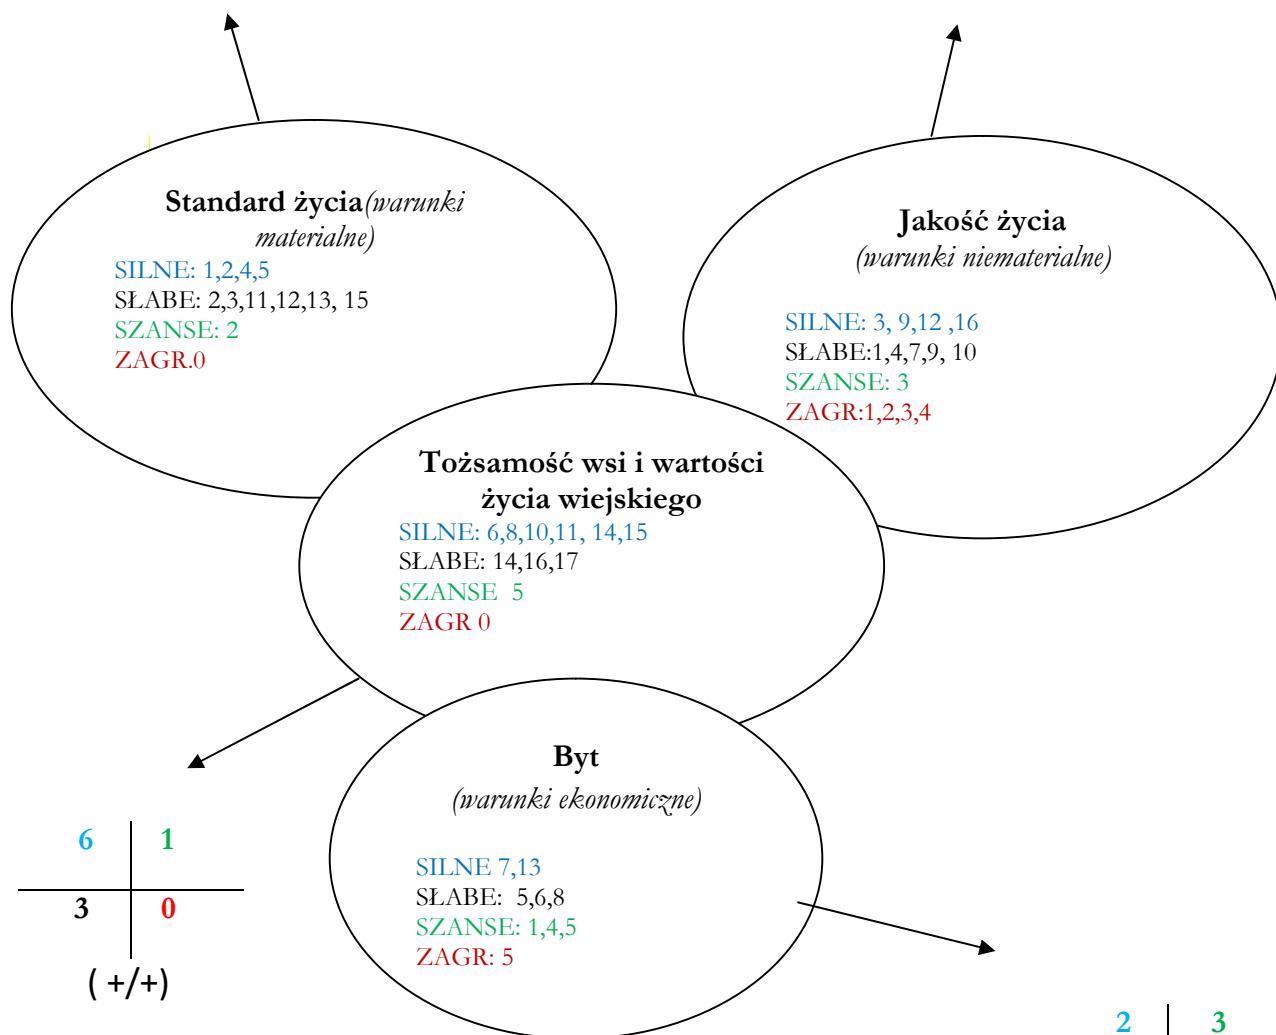 Standard życia(warunki
materialne)
SILNE: 1,2,4,5
SŁABE: 2,3,11,12,13, 15
SZANSE: 2
ZAGR.0
Jakość życia
(warunki niematerialne)
SILNE: 3, 9,12 ,16
SŁABE:1,4,7,9, 10
SZANSE: 3
ZAGR:1,2,3,4
Tożsamość wsi i wartości
życia wiejskiego
SILNE: 6,8,10,11, 14,15
SŁABE: 14,16,17
SZANSE 5
ZAGR 0
Byt
(warunki ekonomiczne)
SILNE 7,13
SŁABE: 5,6,8
SZANSE: 1,4,5
ZAGR: 5
6 1
3 0
( +/+)
2 3